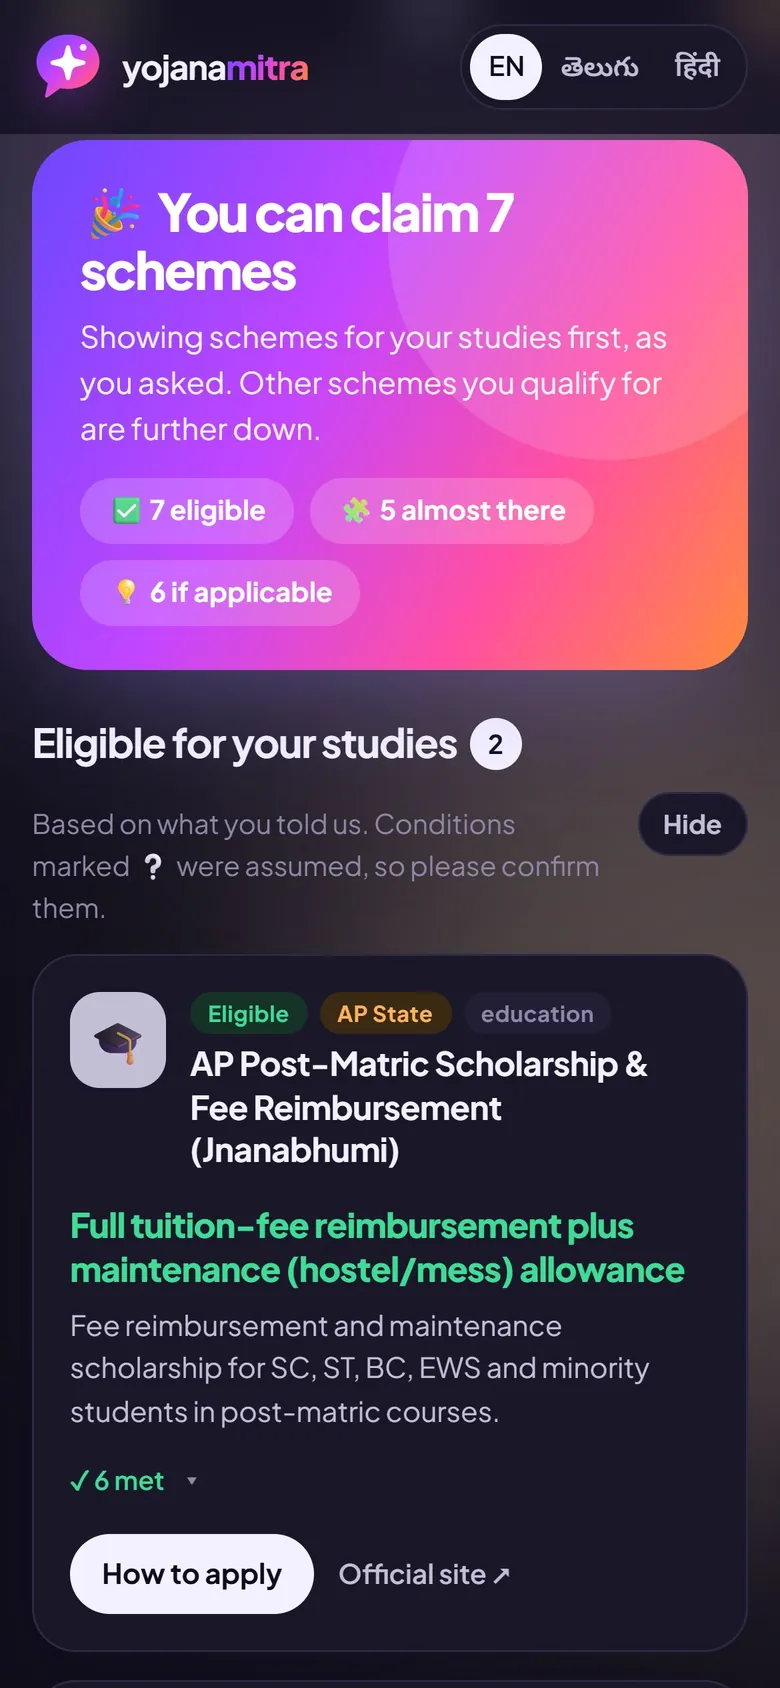 yojanamitra
EN తెలుగు हिंदी
🎉 You can claim 7
schemes
Showing schemes for your studies first, as
you asked. Other schemes you qualify for
are further down.
✅ 7 eligible 🧩 5 almost there
💡 6 if applicable
Eligible for your studies 2
Based on what you told us. Conditions
marked ❔ were assumed, so please confirm
them.
Hide
Eligible AP State education
AP Post-Matric Scholarship &
Fee Reimbursement
(Jnanabhumi)
Full tuition-fee reimbursement plus
maintenance (hostel/mess) allowance
Fee reimbursement and maintenance
scholarship for SC, ST, BC, EWS and minority
students in post-matric courses.
✓ 6 met ▾
How to apply Official site ↗